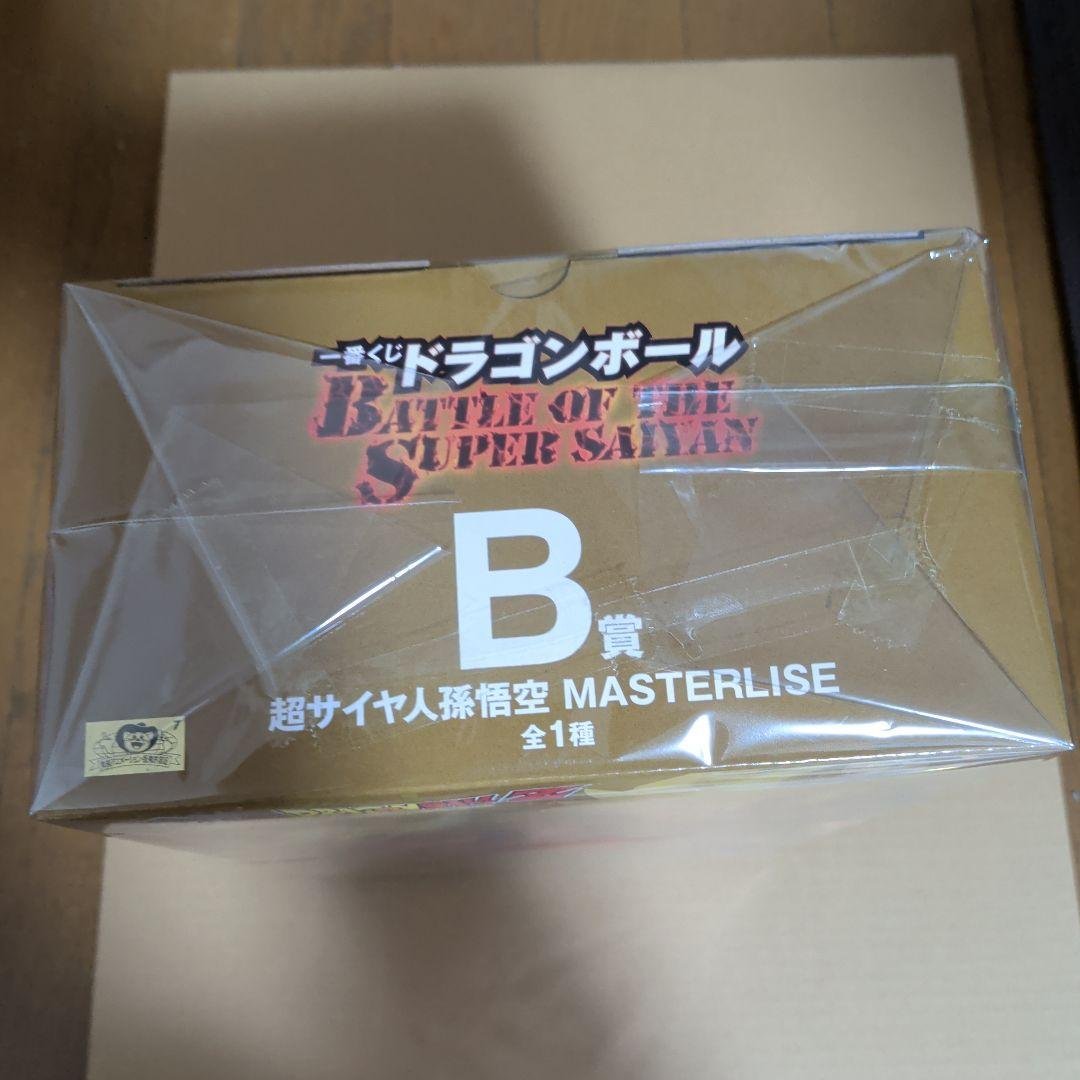 一番くじ ドラゴンボール
BATTLE OF THE
SUPER SAIYAN
B賞
超サイヤ人孫悟空 MASTERLISE
全1種